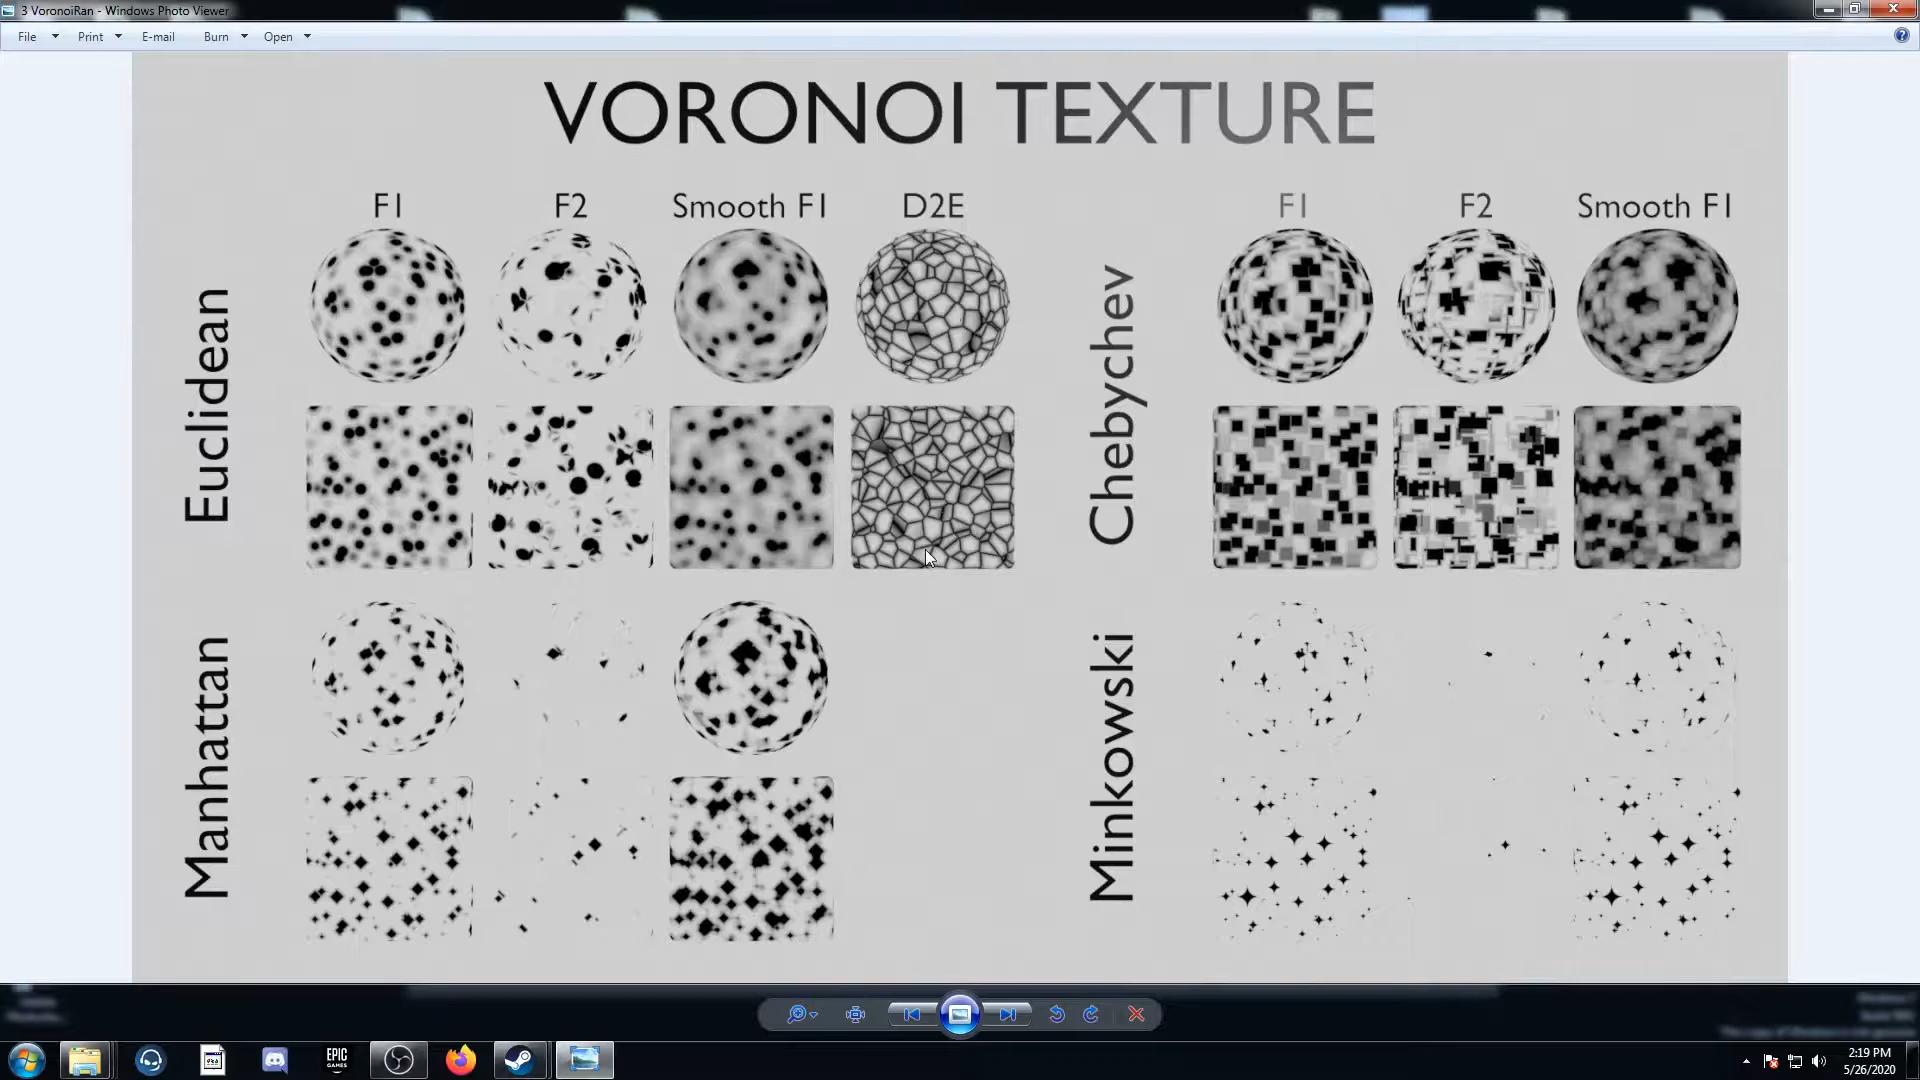 3 VoronoiRan - Windows Photo Viewer
File Print E-mail Burn Open
VORONOI TEXTURE
F1 F2 Smooth F1 D2E
F1 F2 Smooth F1
Euclidean
Chebychev
Manhattan
Minkowski
EPIC
GAMES
2:19 PM
5/26/2020